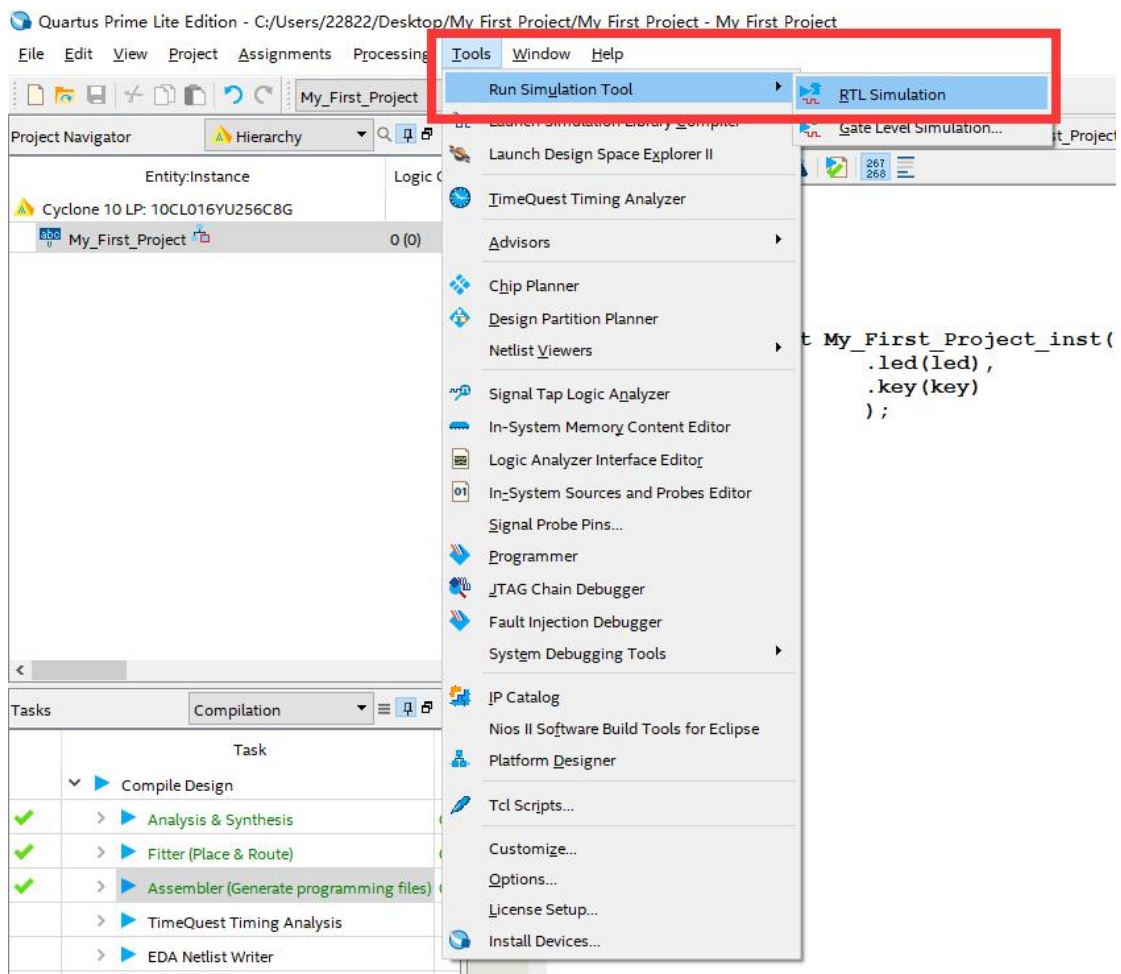 Quartus Prime Lite Edition - C:/Users/22822/Desktop/My First Project/My First Project - My First Project
File Edit View Project Assignments Processing Tools Window Help
My_First_Project
Run Simulation Tool
RTL Simulation
Launch Simulation Library Compiler
Gate Level Simulation...
Project Navigator
Hierarchy
Launch Design Space Explorer II
267
268
Entity:Instance
Logic
TimeQuest Timing Analyzer
Cyclone 10 LP: 10CL016YU256C8G
abc My_First_Project 0 (0)
Advisors
Chip Planner
Design Partition Planner
Netlist Viewers
t My_First_Project_inst(
.led(led),
.key(key)
);
Signal Tap Logic Analyzer
In-System Memory Content Editor
Logic Analyzer Interface Editor
01 In-System Sources and Probes Editor
Signal Probe Pins...
Programmer
JTAG Chain Debugger
Fault Injection Debugger
System Debugging Tools
IP Catalog
Nios II Software Build Tools for Eclipse
Platform Designer
Tcl Scripts...
Customize...
Options...
License Setup...
Install Devices...
Tasks
Compilation
Task
Compile Design
Analysis & Synthesis
Fitter (Place & Route)
Assembler (Generate programming files)
TimeQuest Timing Analysis
EDA Netlist Writer